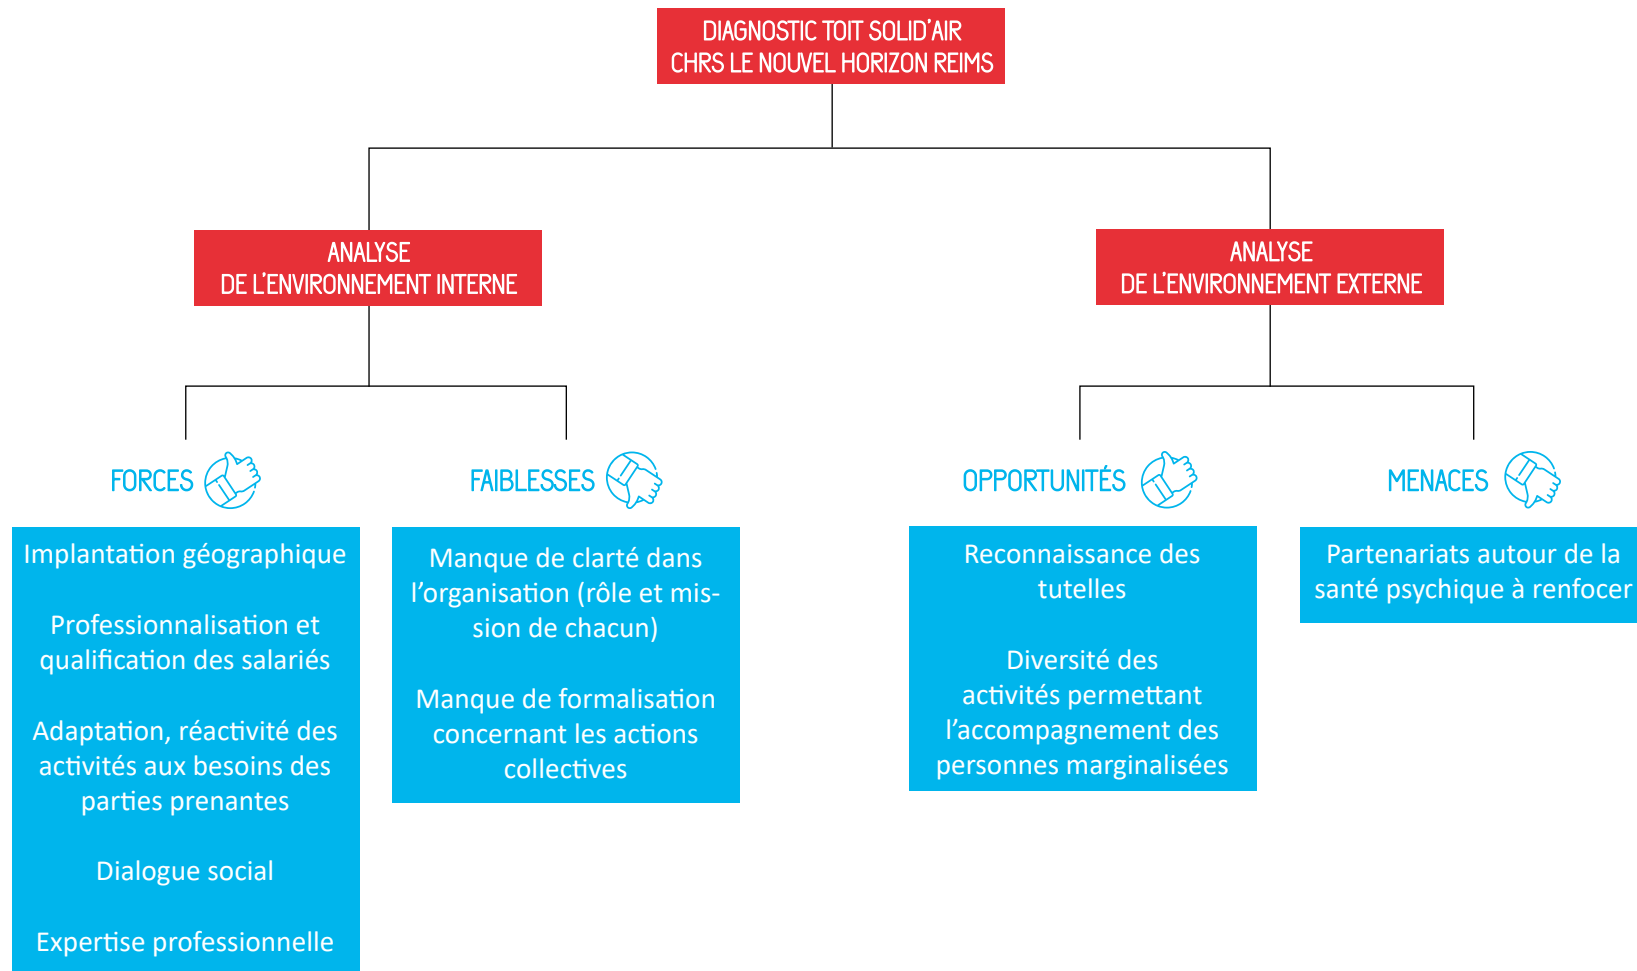 DIAGNOSTIC TOIT SOLID'AIR
CHRS LE NOUVEL HORIZON REIMS
ANALYSE
DE L'ENVIRONNEMENT INTERNE
ANALYSE
DE L'ENVIRONNEMENT EXTERNE
FORCES
Implantation géographique
Professionnalisation et
qualification des salariés
Adaptation, réactivité des
activités aux besoins des
parties prenantes
Dialogue social
Expertise professionnelle
FAIBLESSES
Manque de clarté dans
l'organisation (rôle et mis-
sion de chacun)
Manque de formalisation
concernant les actions
collectives
OPPORTUNITÉS
Reconnaissance des
tutelles
Diversité des
activités permettant
l'accompagnement des
personnes marginalisées
MENACES
Partenariats autour de la
santé psychique à renfocer